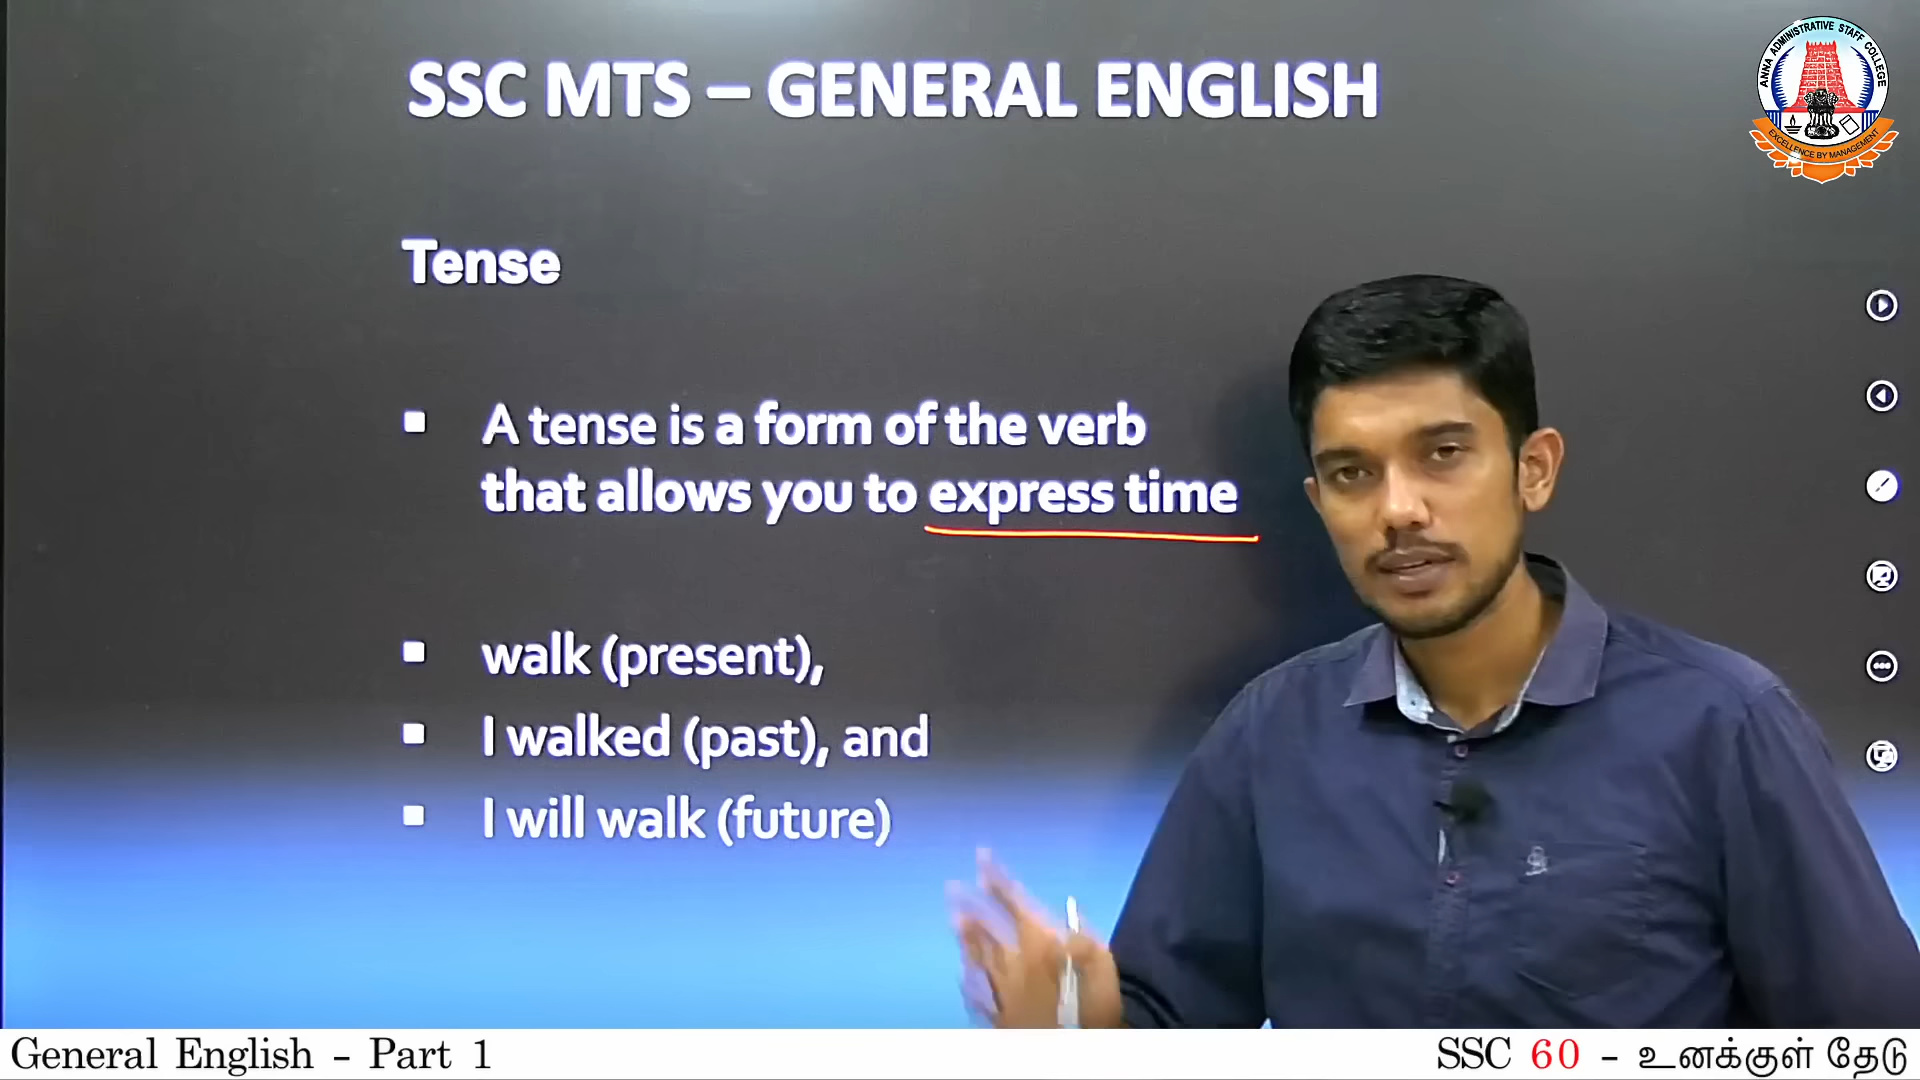 SSC MTS – GENERAL ENGLISH
ANNA ADMINISTRATIVE STAFF COLLEGE
EXCELLENCE BY MANAGEMENT
Tense
▪ A tense is a form of the verb
that allows you to express time
▪ walk (present),
▪ I walked (past), and
▪ I will walk (future)
General English - Part 1
SSC 60 - உனக்குள் தேடு